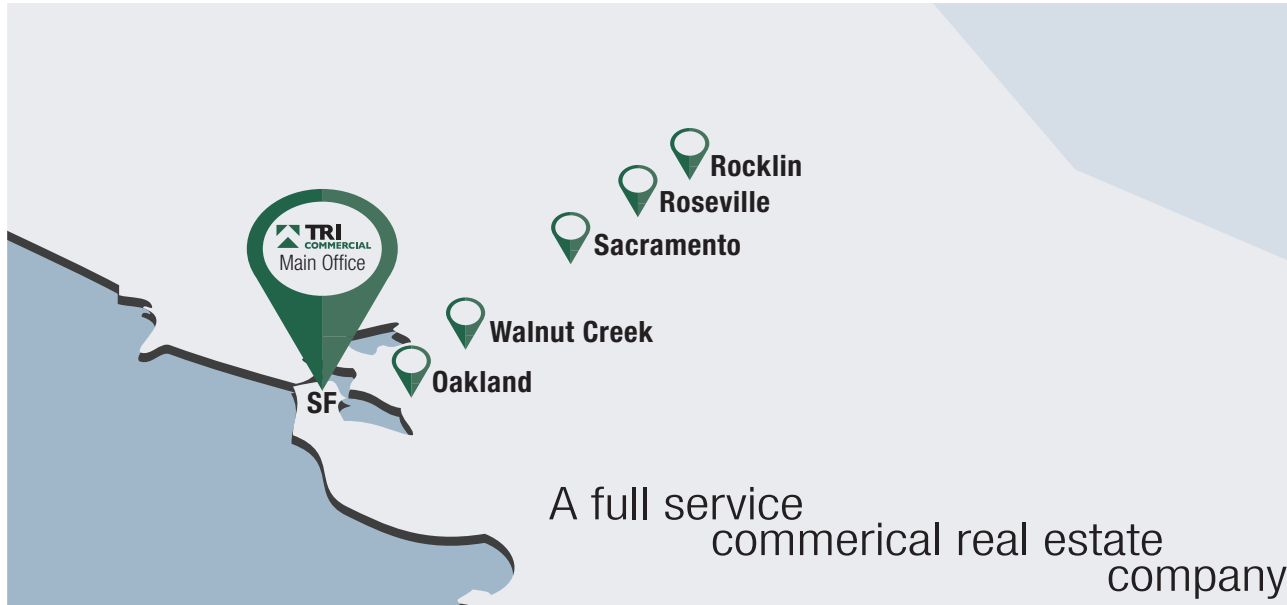 Rocklin
Roseville
Sacramento
TRI
COMMERCIAL
Main Office
Walnut Creek
Oakland
SF
A full service
commerical real estate
company